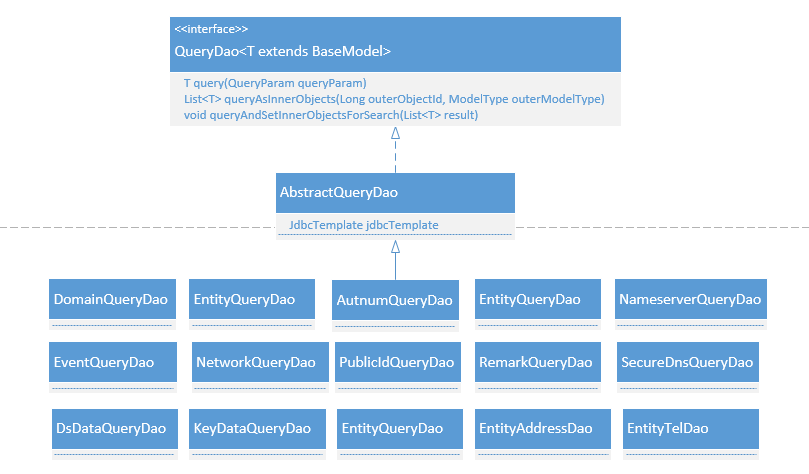 <<interface>>
QueryDao<T extends BaseModel>
T query(QueryParam queryParam)
List<T> queryAsInnerObjects(Long outerObjectId, ModelType outerModelType)
void queryAndSetInnerObjectsForSearch(List<T> result)
AbstractQueryDao
JdbcTemplate jdbcTemplate
DomainQueryDao
EntityQueryDao
AutnumQueryDao
EntityQueryDao
NameserverQueryDao
EventQueryDao
NetworkQueryDao
PublicIdQueryDao
RemarkQueryDao
SecureDnsQueryDao
DsDataQueryDao
KeyDataQueryDao
EntityQueryDao
EntityAddressDao
EntityTelDao